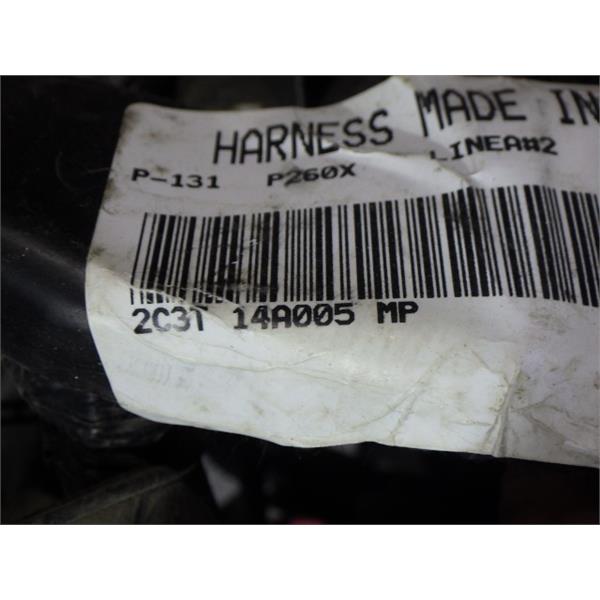 HARNESS MADE IN
P-131 P260X LINEA#2
2C3T 14A005 MP